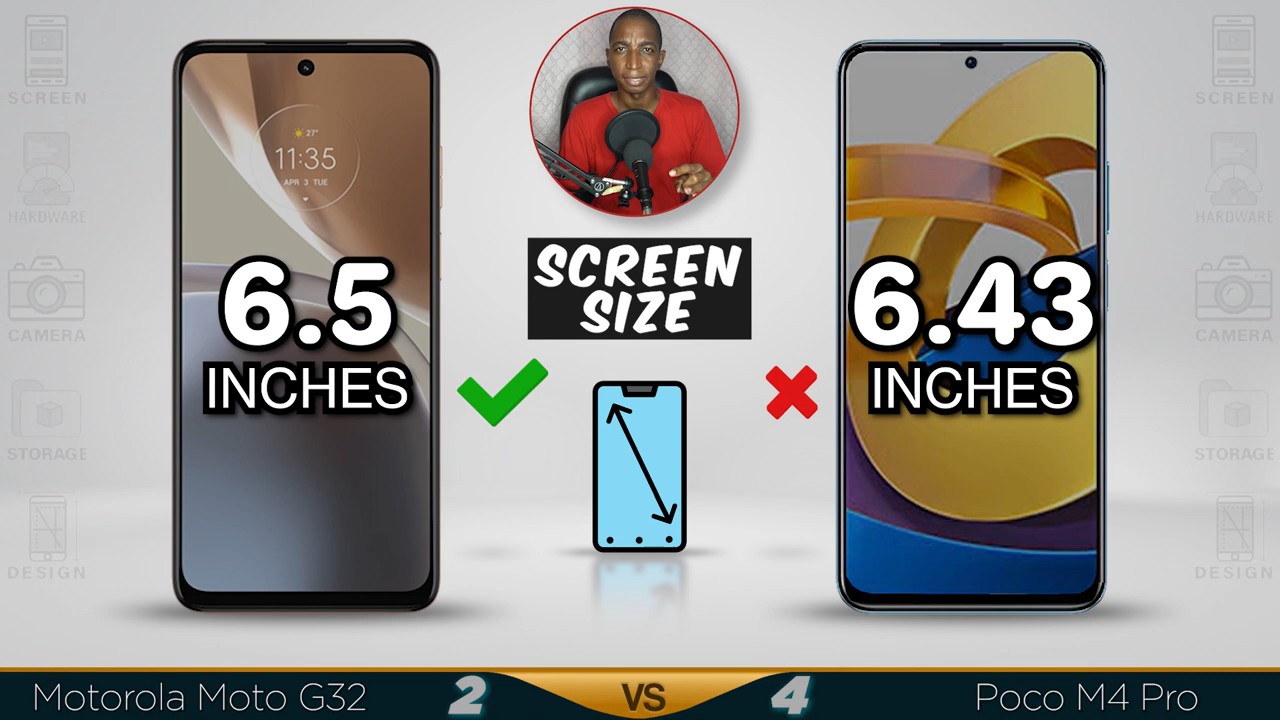 SCREEN
HARDWARE
CAMERA
STORAGE
DESIGN
27°
11:35
APR 3 TUE
6.5
INCHES
SCREEN
SIZE
6.43
INCHES
SCREEN
HARDWARE
CAMERA
STORAGE
DESIGN
Motorola Moto G32 2 VS 4 Poco M4 Pro